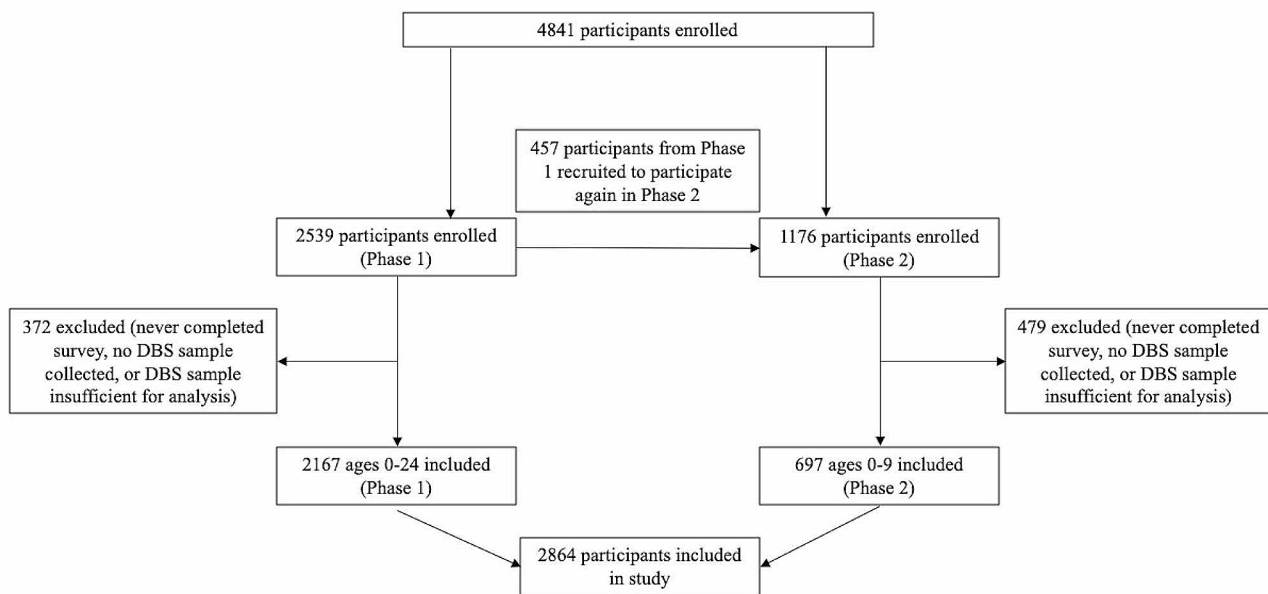 4841 participants enrolled
457 participants from Phase
1 recruited to participate
again in Phase 2
2539 participants enrolled
(Phase 1)
1176 participants enrolled
(Phase 2)
372 excluded (never completed
survey, no DBS sample
collected, or DBS sample
insufficient for analysis)
479 excluded (never completed
survey, no DBS sample
collected, or DBS sample
insufficient for analysis)
2167 ages 0-24 included
(Phase 1)
697 ages 0-9 included
(Phase 2)
2864 participants included
in study